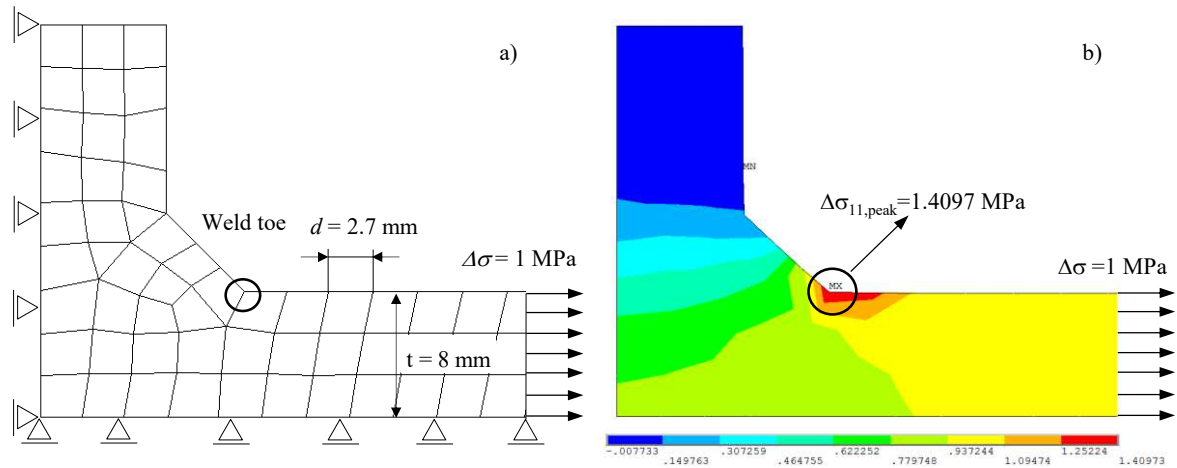 a)
Weld toe
d = 2.7 mm
Δσ = 1 MPa
t = 8 mm
b)
MN
Δσ11,peak=1.4097 MPa
MX
Δσ =1 MPa
-.007733 .307259 .622252 .937244 1.25224
.149763 .464755 .779748 1.09474 1.40973